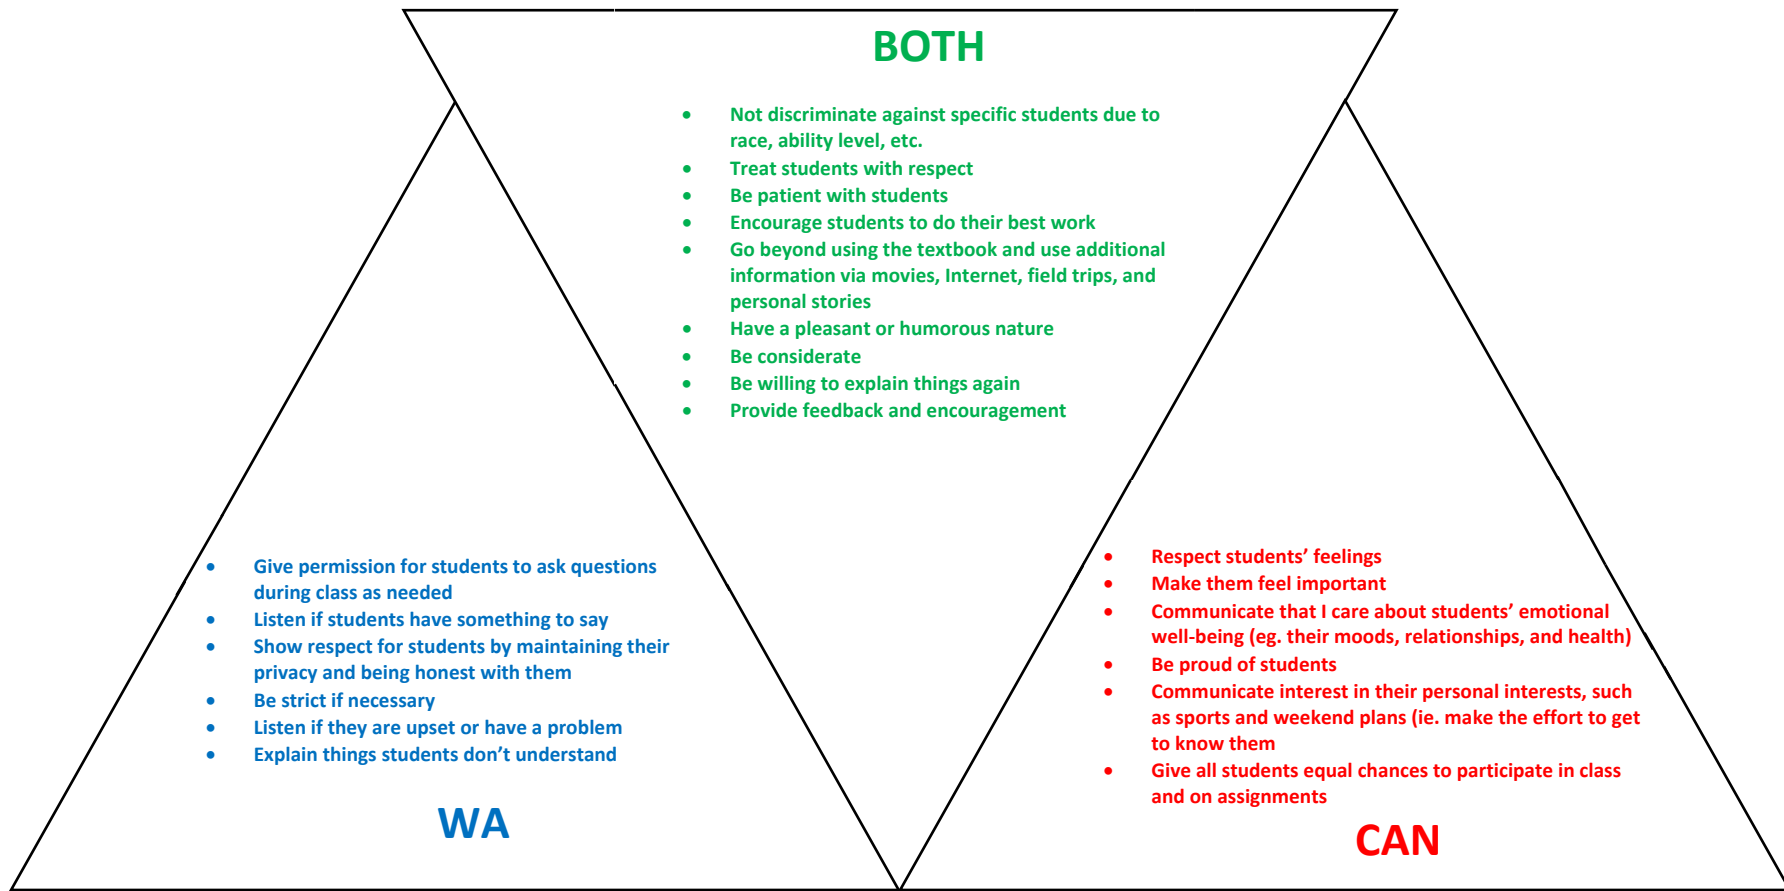 BOTH
• Not discriminate against specific students due to
race, ability level, etc.
• Treat students with respect
• Be patient with students
• Encourage students to do their best work
• Go beyond using the textbook and use additional
information via movies, Internet, field trips, and
personal stories
• Have a pleasant or humorous nature
• Be considerate
• Be willing to explain things again
• Provide feedback and encouragement
• Give permission for students to ask questions
during class as needed
• Listen if students have something to say
• Show respect for students by maintaining their
privacy and being honest with them
• Be strict if necessary
• Listen if they are upset or have a problem
• Explain things students don’t understand
WA
• Respect students’ feelings
• Make them feel important
• Communicate that I care about students’ emotional
well-being (eg. their moods, relationships, and health)
• Be proud of students
• Communicate interest in their personal interests, such
as sports and weekend plans (ie. make the effort to get
to know them
• Give all students equal chances to participate in class
and on assignments
CAN